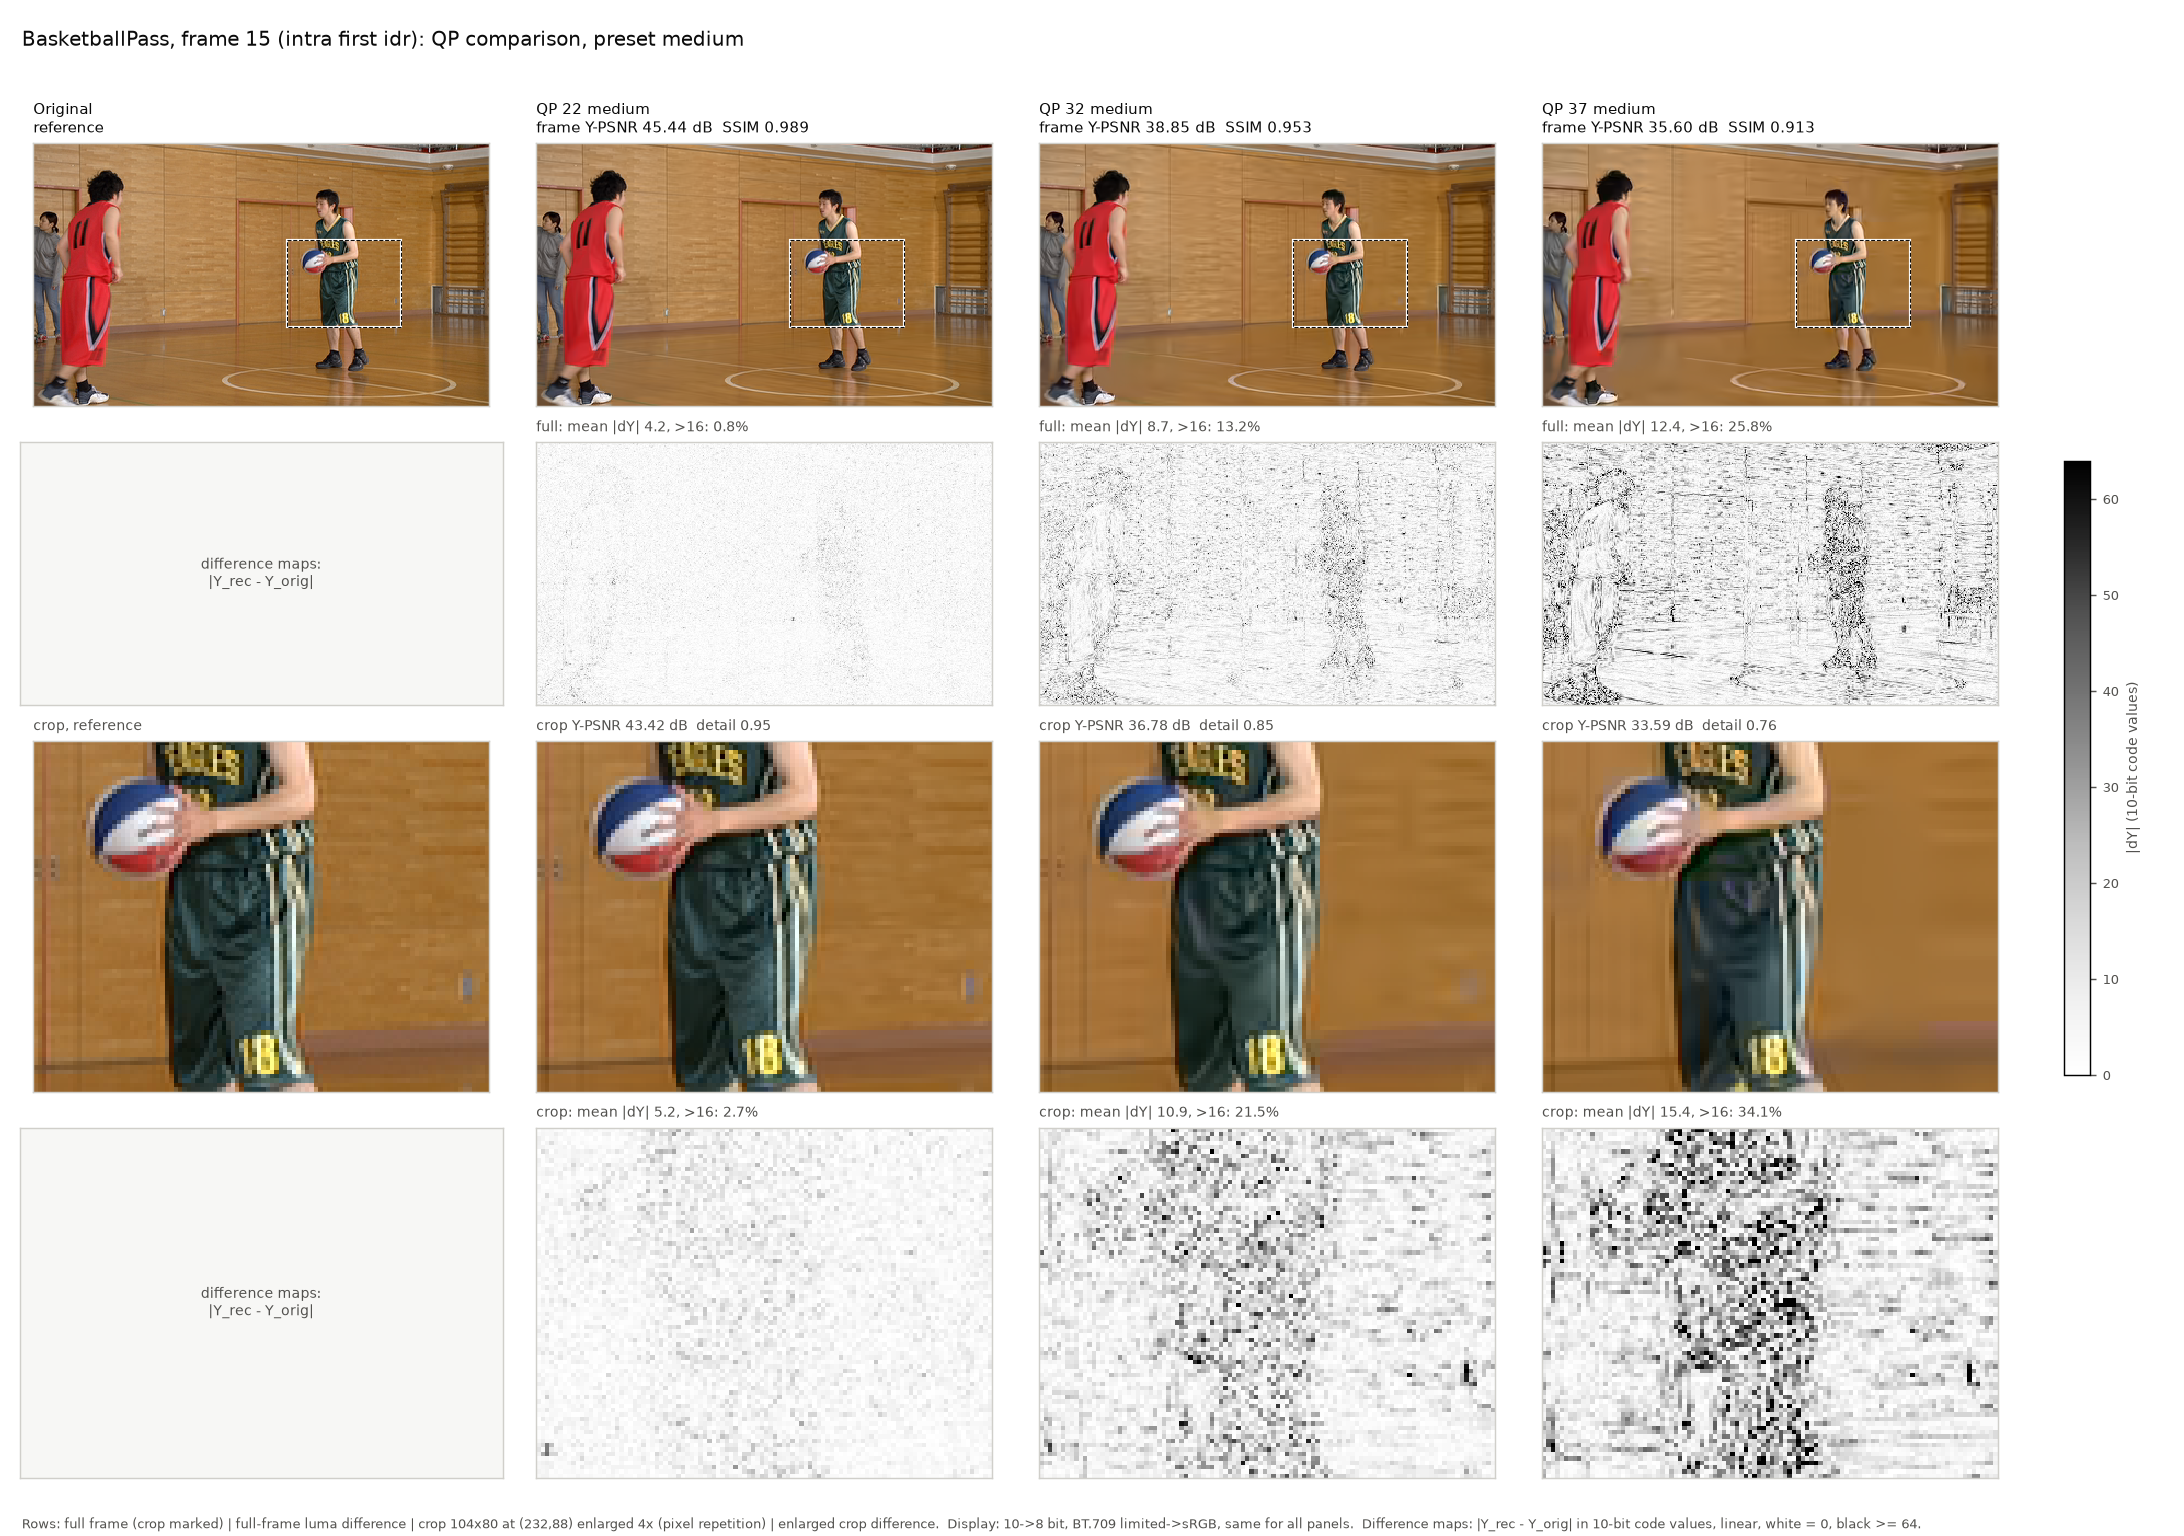 BasketballPass, frame 15 (intra first idr): QP comparison, preset medium
Original
reference
QP 22 medium
frame Y-PSNR 45.44 dB  SSIM 0.989
QP 32 medium
frame Y-PSNR 38.85 dB  SSIM 0.953
QP 37 medium
frame Y-PSNR 35.60 dB  SSIM 0.913
full: mean |dY| 4.2, >16: 0.8%
full: mean |dY| 8.7, >16: 13.2%
full: mean |dY| 12.4, >16: 25.8%
difference maps:
|Y_rec - Y_orig|
crop, reference
crop Y-PSNR 43.42 dB  detail 0.95
crop Y-PSNR 36.78 dB  detail 0.85
crop Y-PSNR 33.59 dB  detail 0.76
18
18
18
18
crop: mean |dY| 5.2, >16: 2.7%
crop: mean |dY| 10.9, >16: 21.5%
crop: mean |dY| 15.4, >16: 34.1%
difference maps:
|Y_rec - Y_orig|
60
50
40
30
20
10
0
|dY| (10-bit code values)
Rows: full frame (crop marked) | full-frame luma difference | crop 104x80 at (232,88) enlarged 4x (pixel repetition) | enlarged crop difference.  Display: 10->8 bit, BT.709 limited->sRGB, same for all panels.  Difference maps: |Y_rec - Y_orig| in 10-bit code values, linear, white = 0, black >= 64.